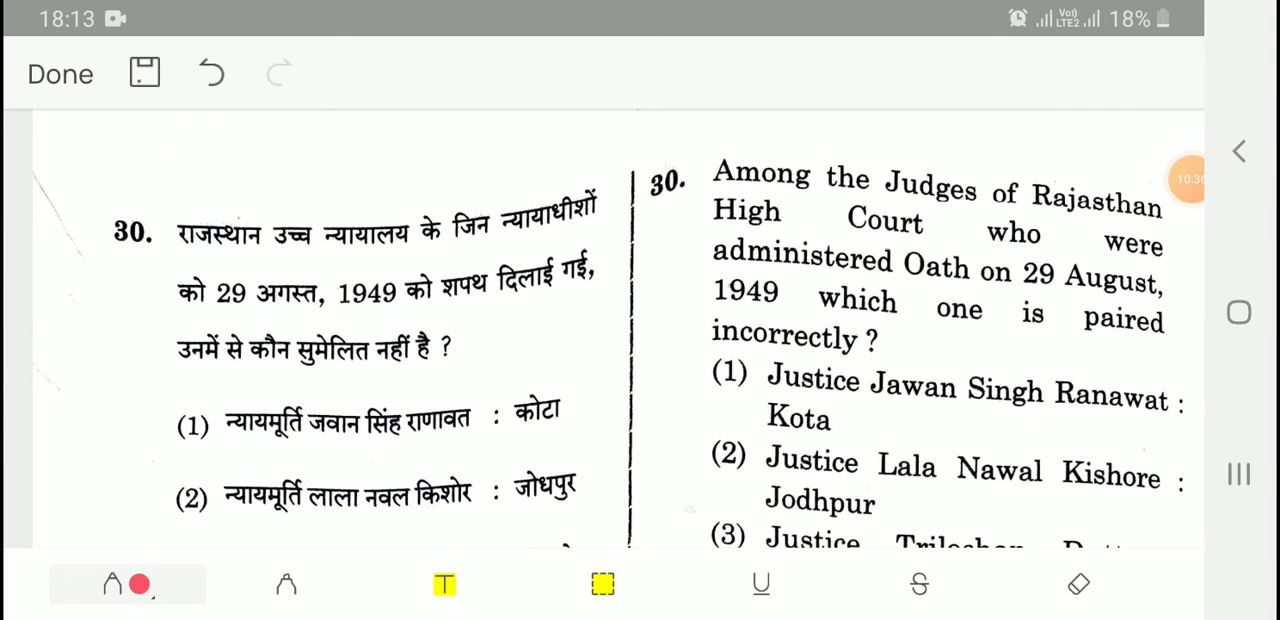 18:13
Vo))
LTE2
18%
Done
10:36
30. राजस्थान उच्च न्यायालय के जिन न्यायाधीशों
को 29 अगस्त, 1949 को शपथ दिलाई गई,
उनमें से कौन सुमेलित नहीं है ?
(1) न्यायमूर्ति जवान सिंह राणावत : कोटा
(2) न्यायमूर्ति लाला नवल किशोर : जोधपुर
30. Among the Judges of Rajasthan
High Court who were
administered Oath on 29 August,
1949 which one is paired
incorrectly ?
(1) Justice Jawan Singh Ranawat :
Kota
(2) Justice Lala Nawal Kishore :
Jodhpur
(3) Justice
T
U
S